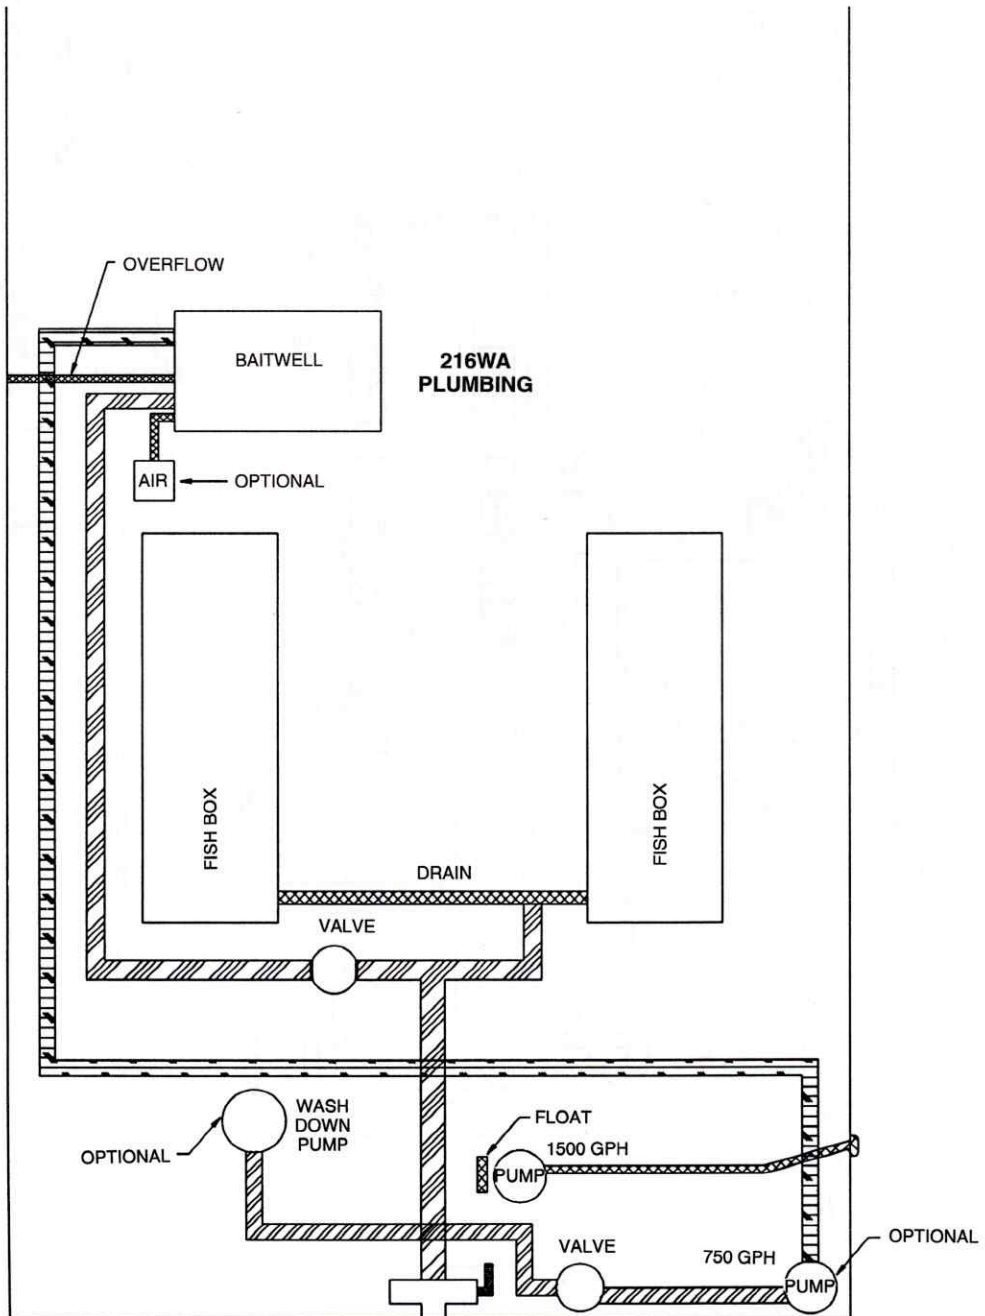 OVERFLOW
BAITWELL
216WA
PLUMBING
AIR
OPTIONAL
FISH BOX
FISH BOX
DRAIN
VALVE
WASH
DOWN
PUMP
OPTIONAL
FLOAT
1500 GPH
PUMP
VALVE
750 GPH
OPTIONAL
PUMP